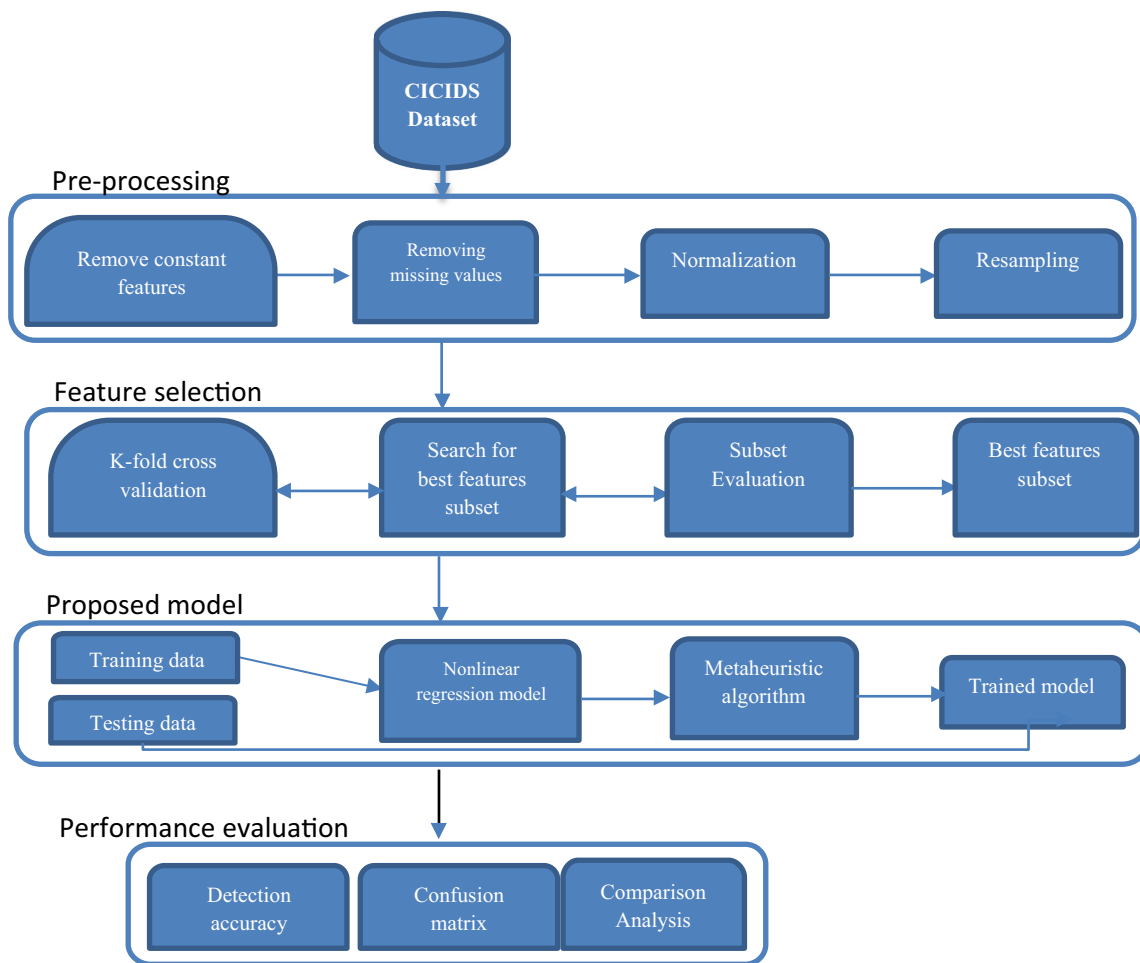 CICIDS
Dataset
Pre-processing
Remove constant
features
Removing
missing values
Normalization
Resampling
Feature selection
K-fold cross
validation
Search for
best features
subset
Subset
Evaluation
Best features
subset
Proposed model
Training data
Testing data
Nonlinear
regression model
Metaheuristic
algorithm
Trained model
Performance evaluation
Detection
accuracy
Confusion
matrix
Comparison
Analysis